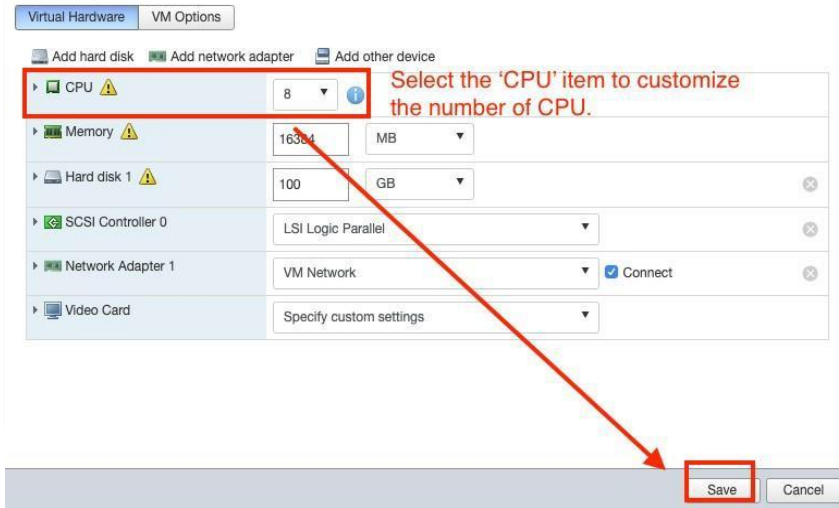 Virtual Hardware VM Options
Add hard disk Add network adapter Add other device
CPU 8 Select the ‘CPU’ item to customize
the number of CPU.
Memory 16384 MB
Hard disk 1 100 GB
SCSI Controller 0 LSI Logic Parallel
Network Adapter 1 VM Network Connect
Video Card Specify custom settings
Save Cancel